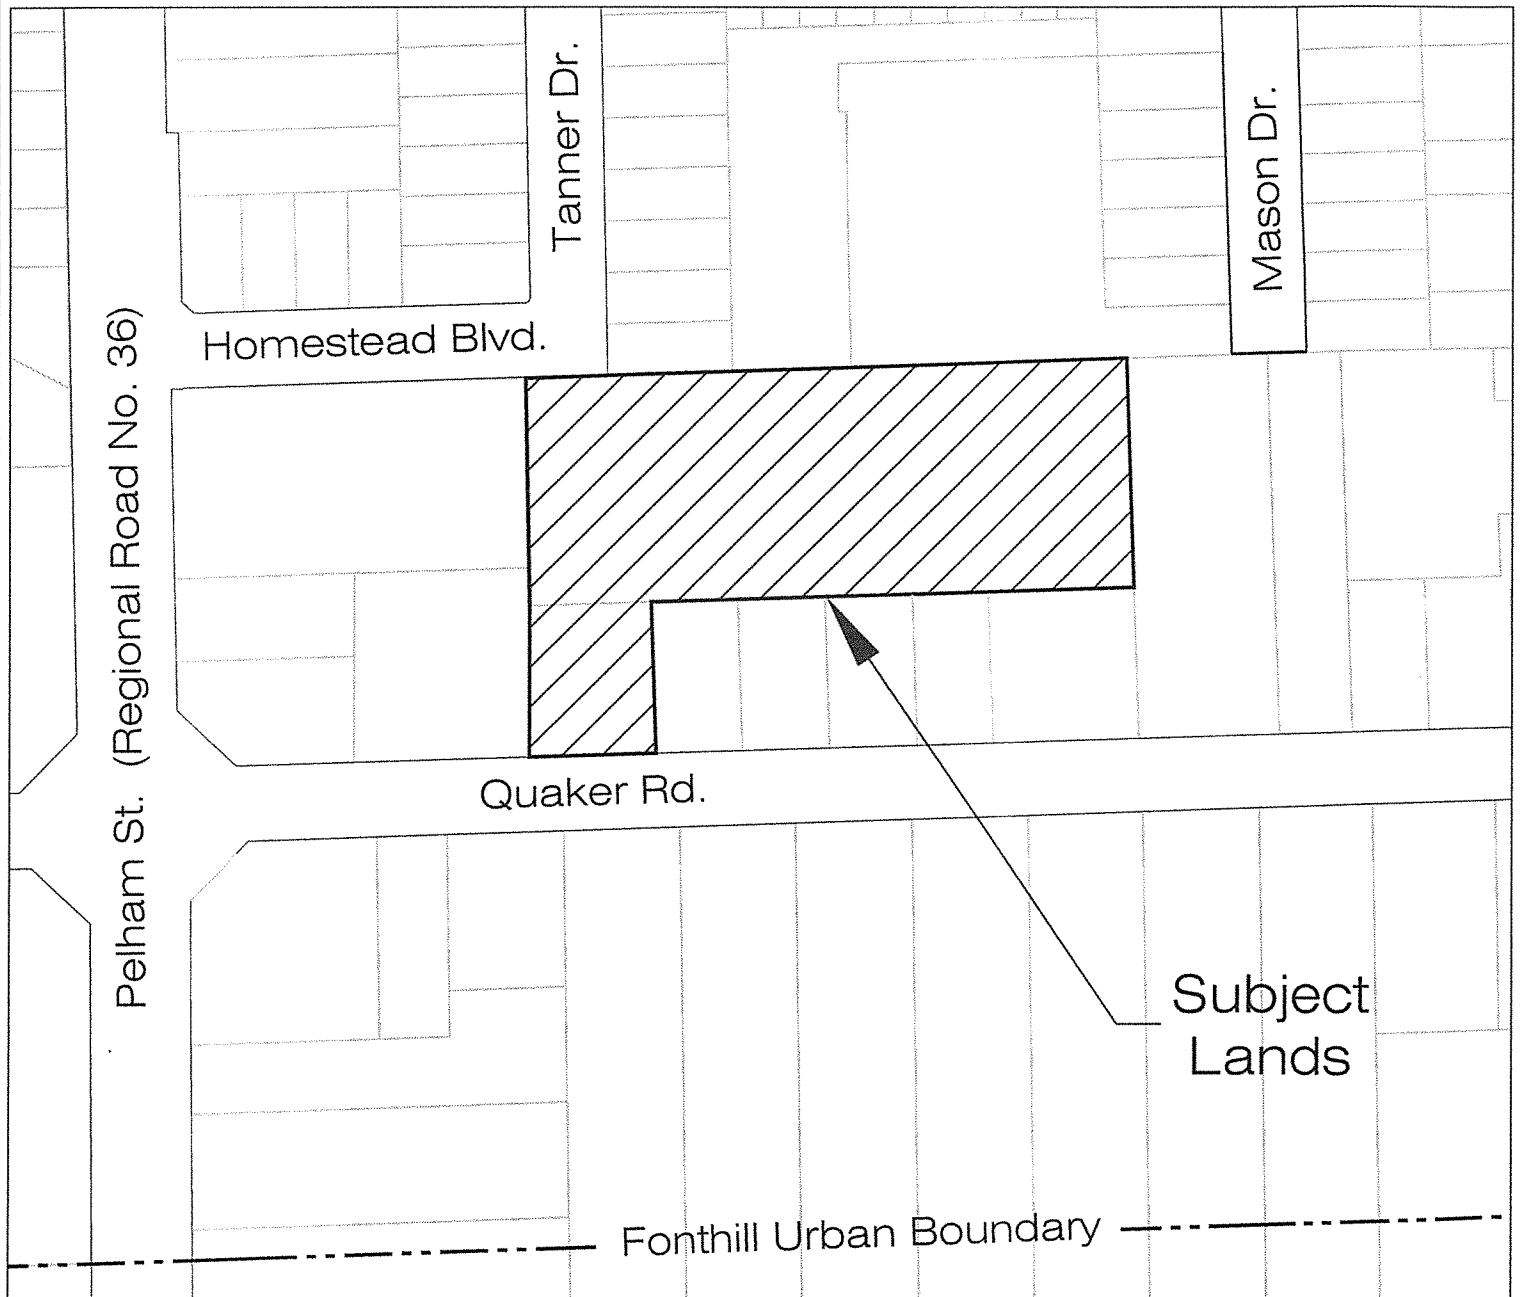 Tanner Dr.
Mason Dr.
Homestead Blvd.
Pelham St. (Regional Road No. 36)
Quaker Rd.
Subject
Lands
Fonthill Urban Boundary